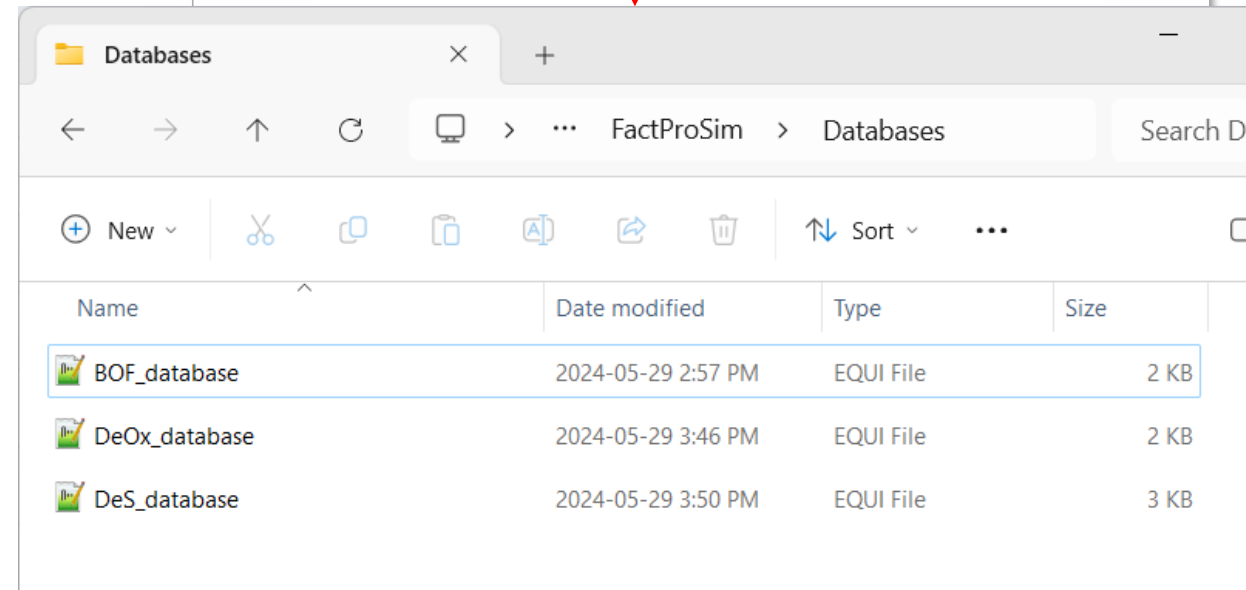 Databases
FactProSim Databases Search D
New Sort
Name Date modified Type Size
BOF_database 2024-05-29 2:57 PM EQUI File 2 KB
DeOx_database 2024-05-29 3:46 PM EQUI File 2 KB
DeS_database 2024-05-29 3:50 PM EQUI File 3 KB